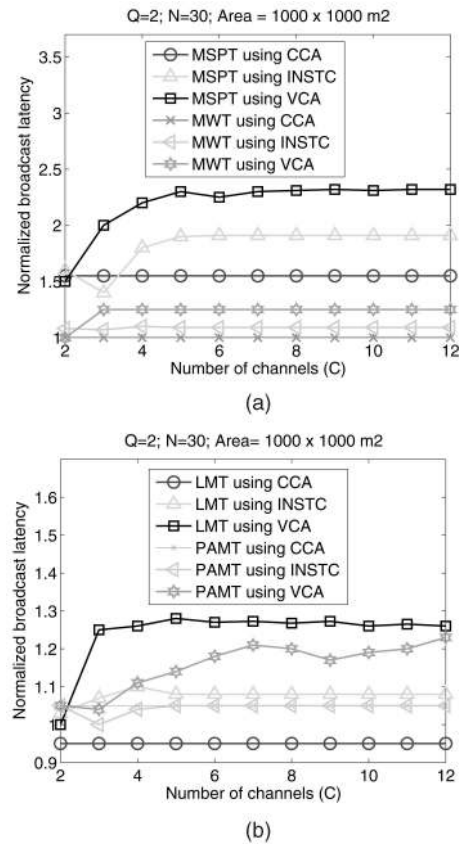 Q=2; N=30; Area = 1000 x 1000 m2
Normalized broadcast latency
3.5
3
2.5
2
1.5
1
MSPT using CCA
MSPT using INSTC
MSPT using VCA
MWT using CCA
MWT using INSTC
MWT using VCA
2 4 6 8 10 12
Number of channels (C)
(a)
Q=2; N=30; Area= 1000 x 1000 m2
Normalized broadcast latency
1.6
1.5
1.4
1.3
1.2
1.1
1
0.9
LMT using CCA
LMT using INSTC
LMT using VCA
PAMT using CCA
PAMT using INSTC
PAMT using VCA
2 4 6 8 10 12
Number of channels (C)
(b)